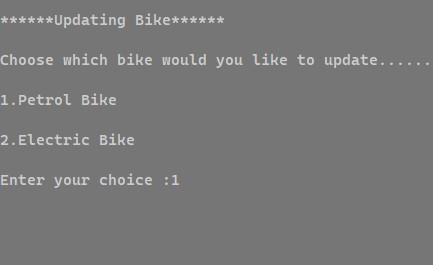 ******Updating Bike******
Choose which bike would you like to update......
1.Petrol Bike
2.Electric Bike
Enter your choice :1